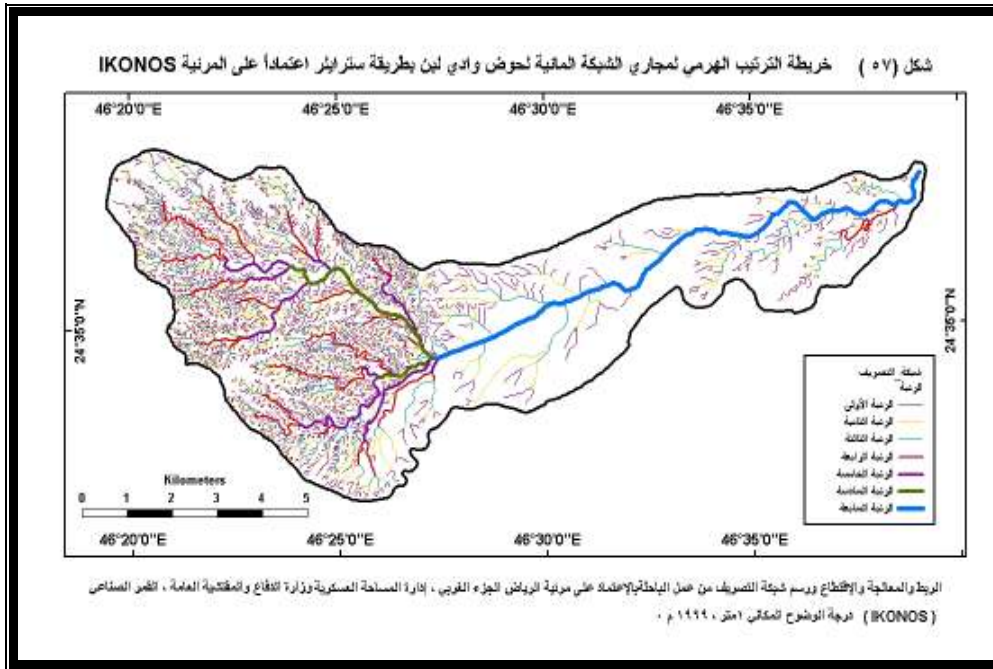 شكل (٥٧) خريطة الترتيب الهرمي لمجاري الشبكة المائية لحوض وادي لبن بطريقة سترايلر اعتماداً على المرئية IKONOS
46°20'0"E 46°25'0"E 46°30'0"E 46°35'0"E
24°35'0"N
24°35'0"N
شبكة التصريف
الرتبة
الرتبة الأولى
الرتبة الثانية
الرتبة الثالثة
الرتبة الرابعة
الرتبة الخامسة
الرتبة السادسة
الرتبة السابعة
Kilometers
0 1 2 3 4 5
46°20'0"E 46°25'0"E 46°30'0"E 46°35'0"E
الربط والمعالجة والإقتطاع ورسم شبكة التصريف من عمل الباحثة بالإعتماد على مرئية الرياض الجزء الغربي ، إدارة المساحة العسكرية وزارة الدفاع والمفتشية العامة ، القمر الصناعي
(IKONOS) درجة الوضوح المكاني ١متر ، ١٩٩٩ م ٠